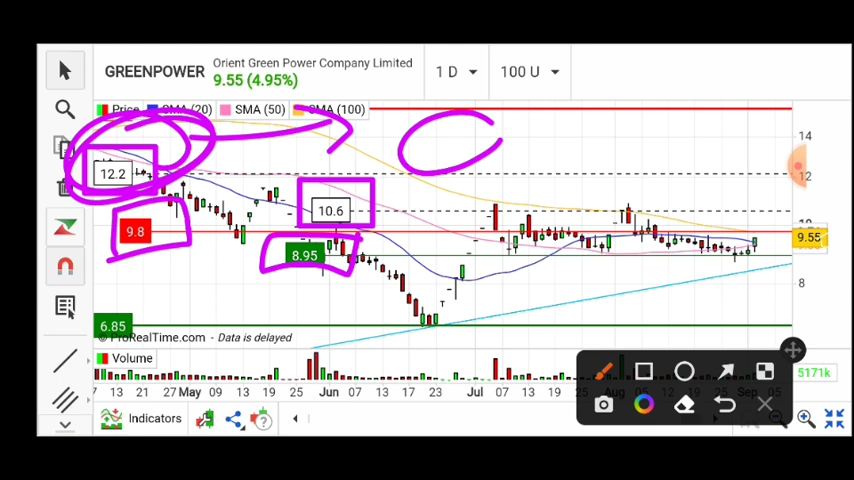 GREENPOWER
Orient Green Power Company Limited
9.55 (4.95%)
1 D
100 U
Price SMA (20) SMA (50) SMA (100)
14
12.2
12
10.6
9.8
9.55
8.95
8
6.85
© ProRealTime.com - Data is delayed
Volume
5171k
13 21 27 May 09 13 19 25 Jun 07 13 17 23 Jul 07 13 19 25 Aug 05 Sep 05
Indicators